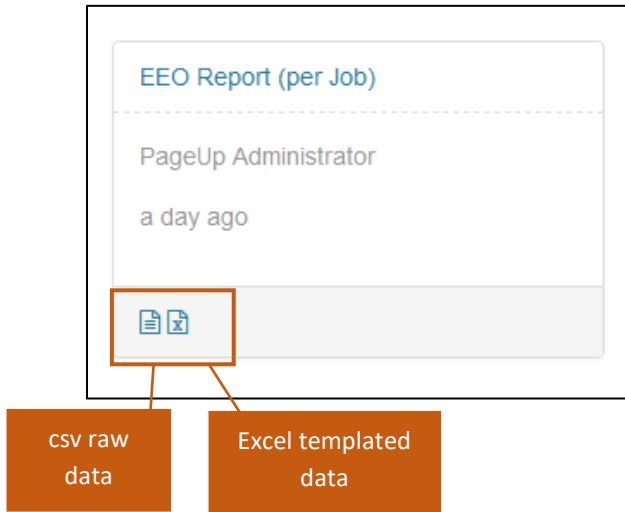 EEO Report (per Job)
PageUp Administrator
a day ago
csv raw
data
Excel templated
data